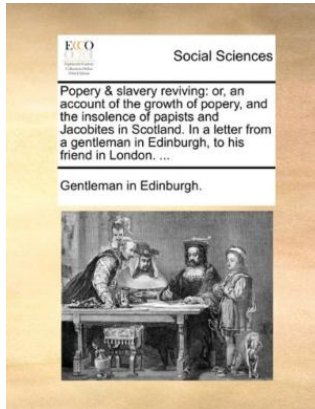 ECCO
Social Sciences
Popery & slavery reviving: or, an
account of the growth of popery, and
the insolence of papists and
Jacobites in Scotland. In a letter from
a gentleman in Edinburgh, to his
friend in London. ...
Gentleman in Edinburgh.